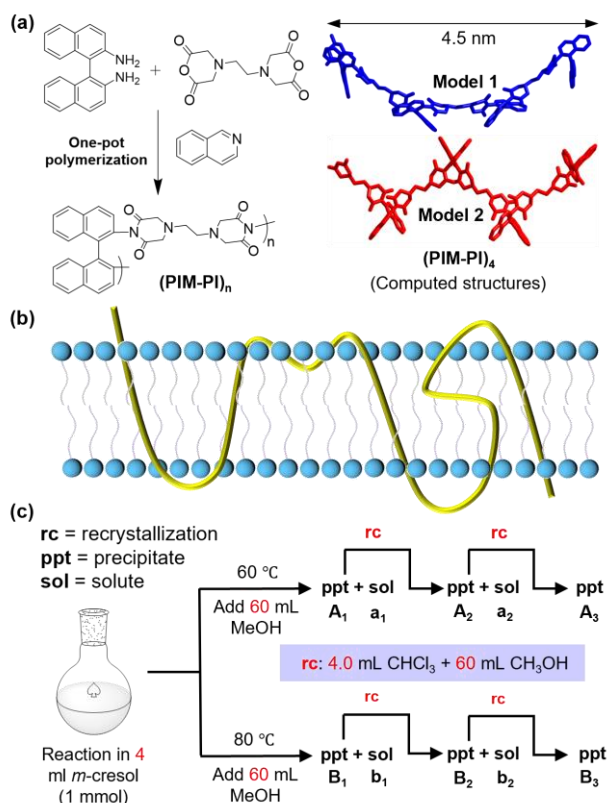 (a)
NH2
NH2
+
O
O
O
N
N
O
O
O
One-pot
polymerization
N
O
N
O
N
N
O
N
O
n
(PIM-PI)n
4.5 nm
Model 1
Model 2
(PIM-PI)4
(Computed structures)
(b)
(c)
rc = recrystallization
ppt = precipitate
sol = solute
Reaction in 4
ml m-cresol
(1 mmol)
60 ℃
Add 60 mL
MeOH
rc rc
ppt + sol ppt + sol ppt
A1 a1 A2 a2 A3
rc: 4.0 mL CHCl3 + 60 mL CH3OH
80 ℃
Add 60 mL
MeOH
rc rc
ppt + sol ppt + sol ppt
B1 b1 B2 b2 B3